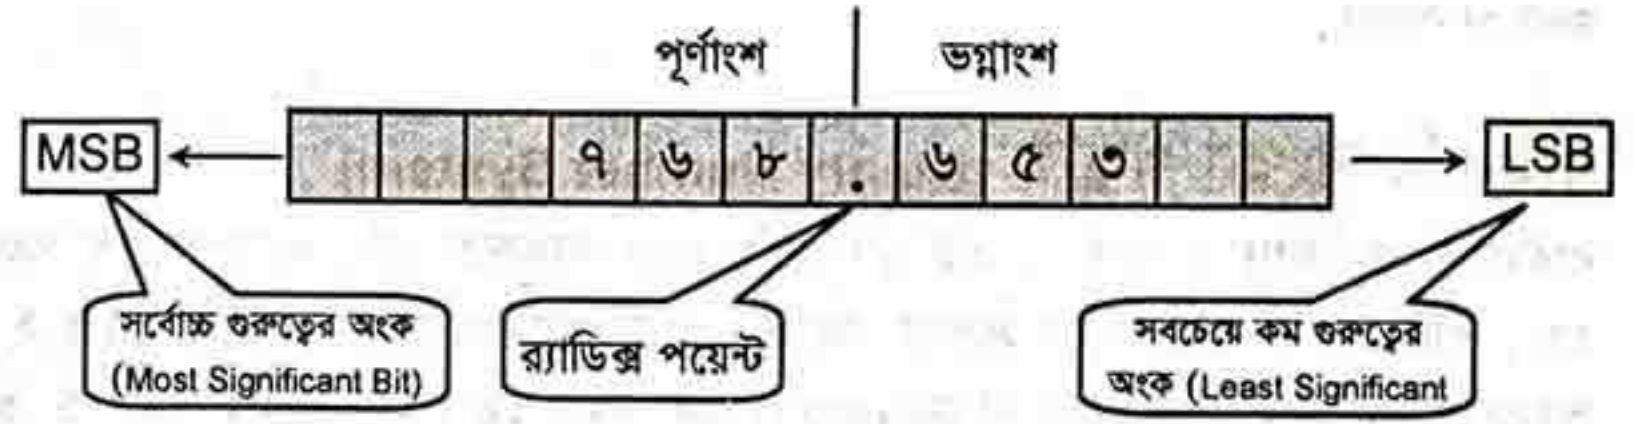 পূর্ণাংশ ভগ্নাংশ
MSB ৭ ৬ ৮ . ৬ ৫ ৩ LSB
সর্বোচ্চ গুরুত্বের অংক
(Most Significant Bit)
র‍্যাডিক্স পয়েন্ট
সবচেয়ে কম গুরুত্বের
অংক (Least Significant